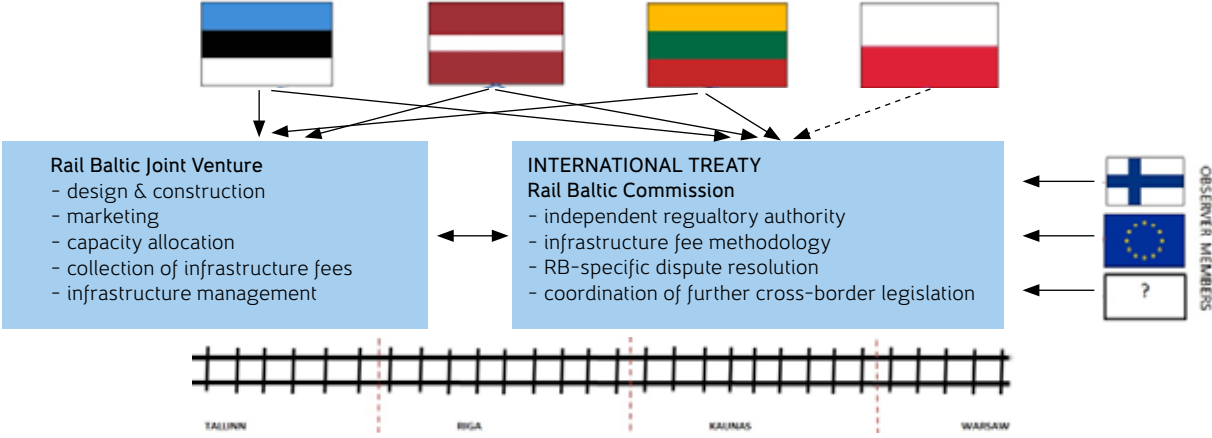 Rail Baltic Joint Venture
- design & construction
- marketing
- capacity allocation
- collection of infrastructure fees
- infrastructure management
INTERNATIONAL TREATY
Rail Baltic Commission
- independent regualtory authority
- infrastructure fee methodology
- RB-specific dispute resolution
- coordination of further cross-border legislation
OBSERVER MEMBERS
?
TALLINN
RIGA
KAUNAS
WARSAW